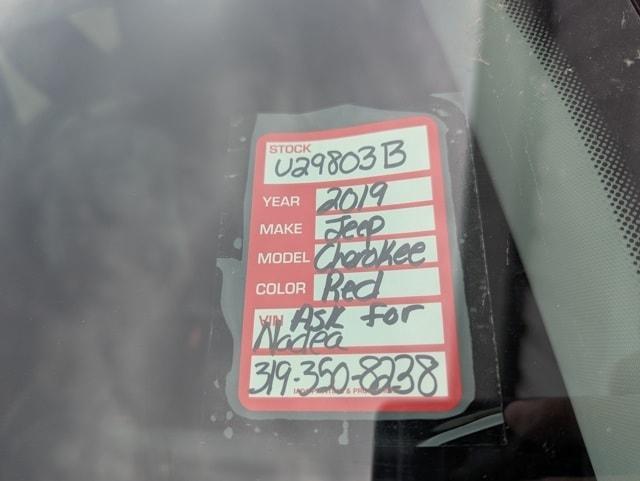 STOCK
U29803B
YEAR 2019
MAKE Jeep
MODEL Cherokee
COLOR Red
VIN Ask for
Nadea
319-350-8238